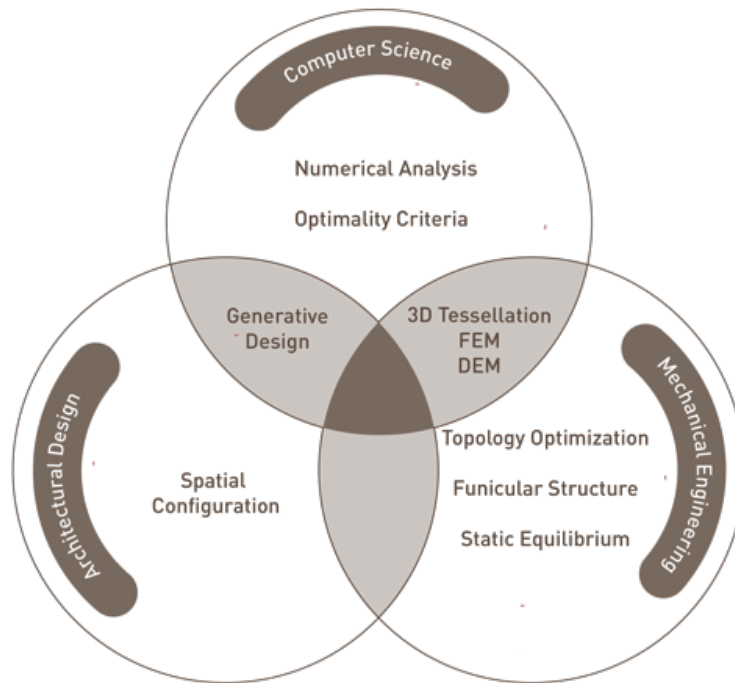 Computer Science
Numerical Analysis
Optimality Criteria
Generative
Design
3D Tessellation
FEM
DEM
Architectural Design
Spatial
Configuration
Mechanical Engineering
Topology Optimization
Funicular Structure
Static Equilibrium